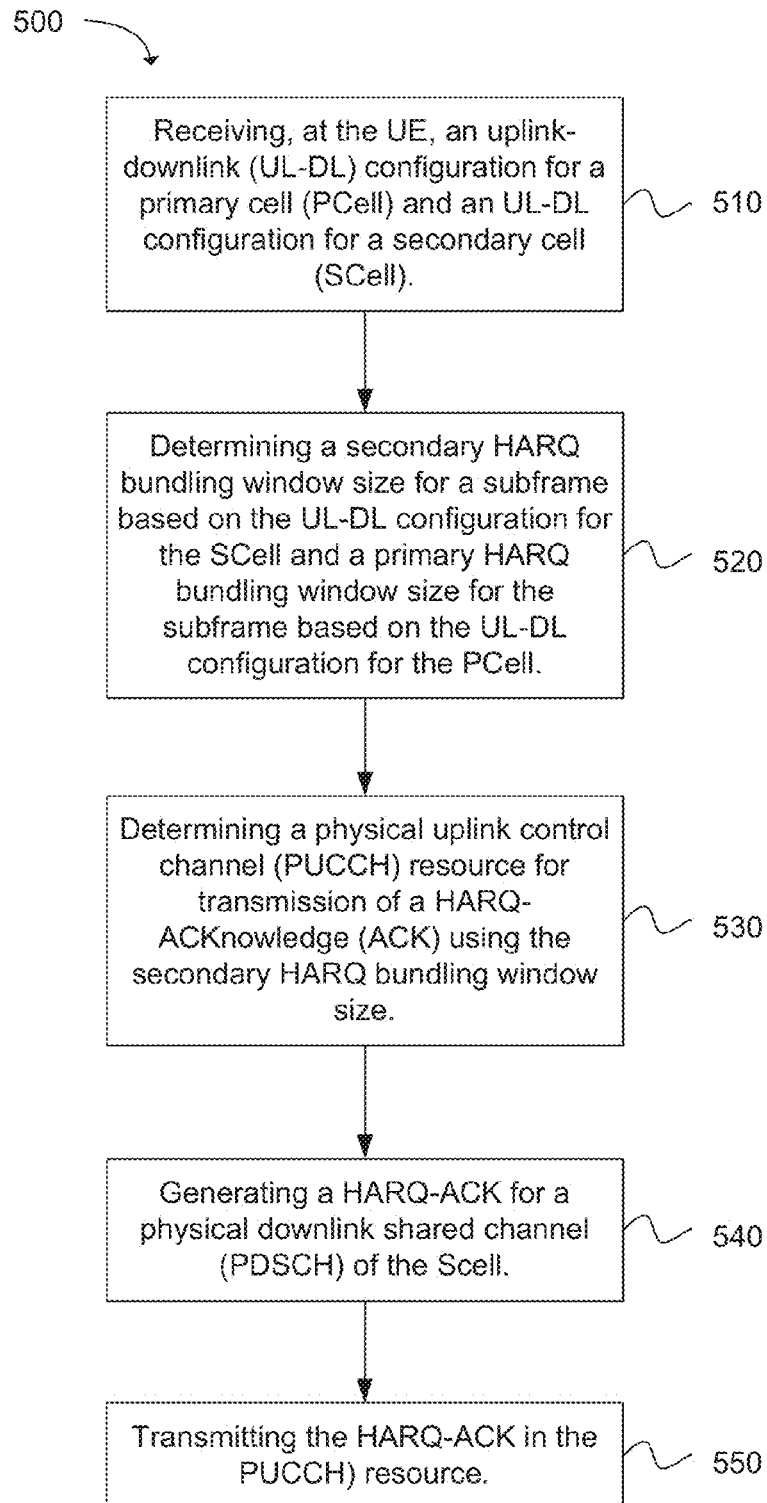 500
Receiving, at the UE, an uplink-
downlink (UL-DL) configuration for a
primary cell (PCell) and an UL-DL
configuration for a secondary cell
(SCell).
510
Determining a secondary HARQ
bundling window size for a subframe
based on the UL-DL configuration for
the SCell and a primary HARQ
bundling window size for the
subframe based on the UL-DL
configuration for the PCell.
520
Determining a physical uplink control
channel (PUCCH) resource for
transmission of a HARQ-
ACKnowledge (ACK) using the
secondary HARQ bundling window
size.
530
Generating a HARQ-ACK for a
physical downlink shared channel
(PDSCH) of the Scell.
540
Transmitting the HARQ-ACK in the
PUCCH) resource.
550